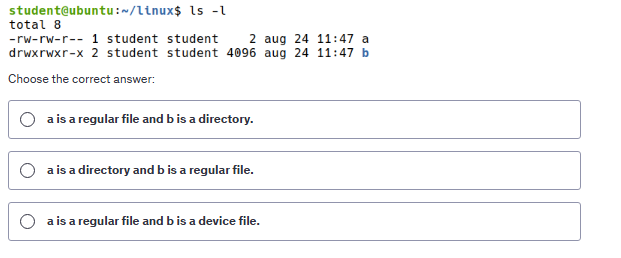 student@ubuntu:~/linux$ ls -l
total 8
-rw-rw-r-- 1 student student    2 aug 24 11:47 a
drwxrwxr-x 2 student student 4096 aug 24 11:47 b
Choose the correct answer:
a is a regular file and b is a directory.
a is a directory and b is a regular file.
a is a regular file and b is a device file.